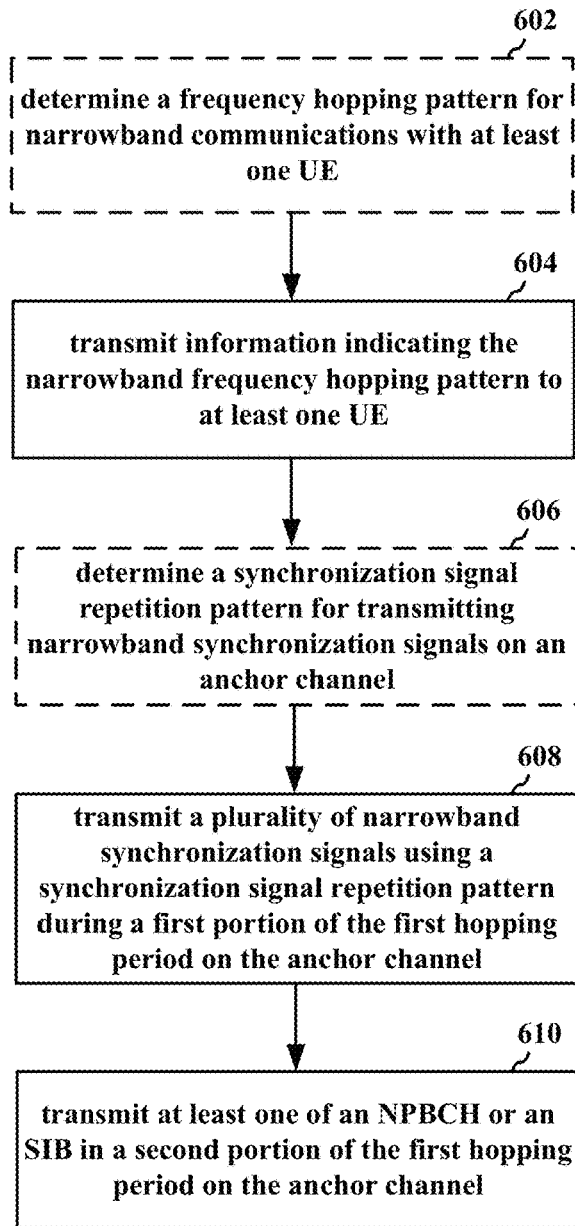 602
determine a frequency hopping pattern for
narrowband communications with at least
one UE
604
transmit information indicating the
narrowband frequency hopping pattern to
at least one UE
606
determine a synchronization signal
repetition pattern for transmitting
narrowband synchronization signals on an
anchor channel
608
transmit a plurality of narrowband
synchronization signals using a
synchronization signal repetition pattern
during a first portion of the first hopping
period on the anchor channel
610
transmit at least one of an NPBCH or an
SIB in a second portion of the first hopping
period on the anchor channel